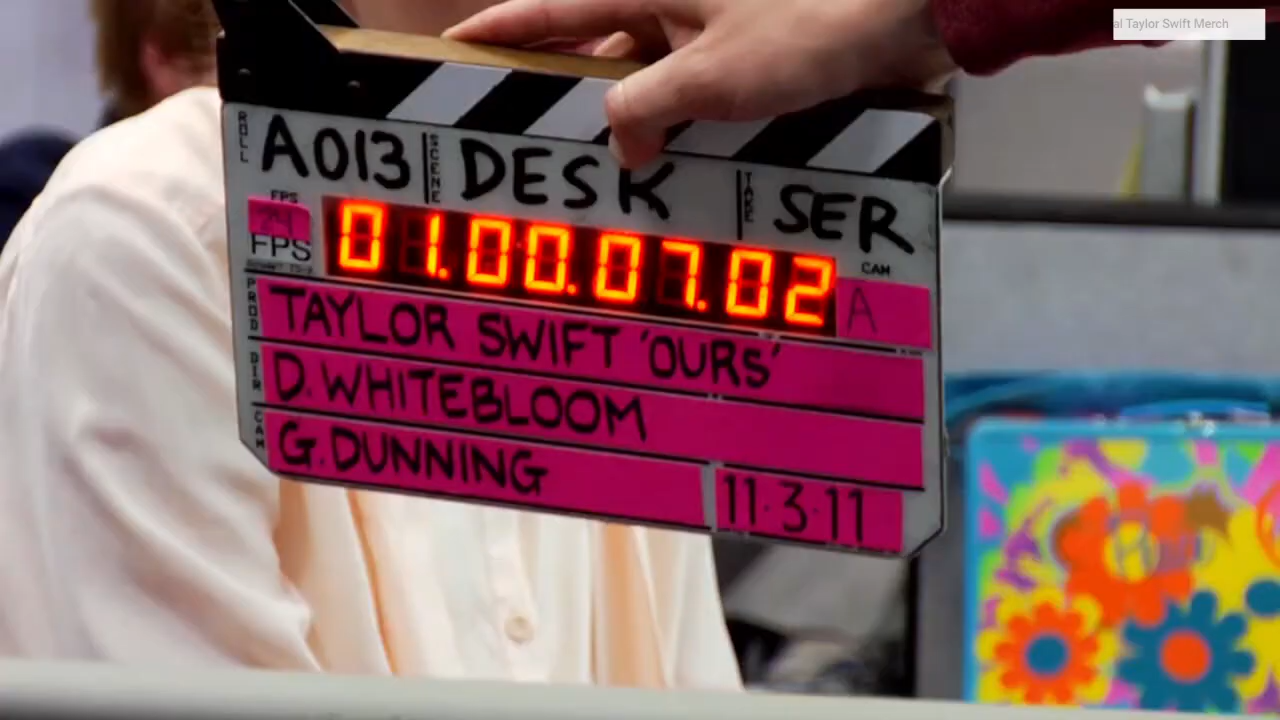 al Taylor Swift Merch
ROLL A013 SCENE DESK TAKE SER
FPS
24
FPS
01.00.07.02
CAM
A
PROD TAYLOR SWIFT 'OURS'
DIR D. WHITEBLOOM
CAM G. DUNNING
11·3·11